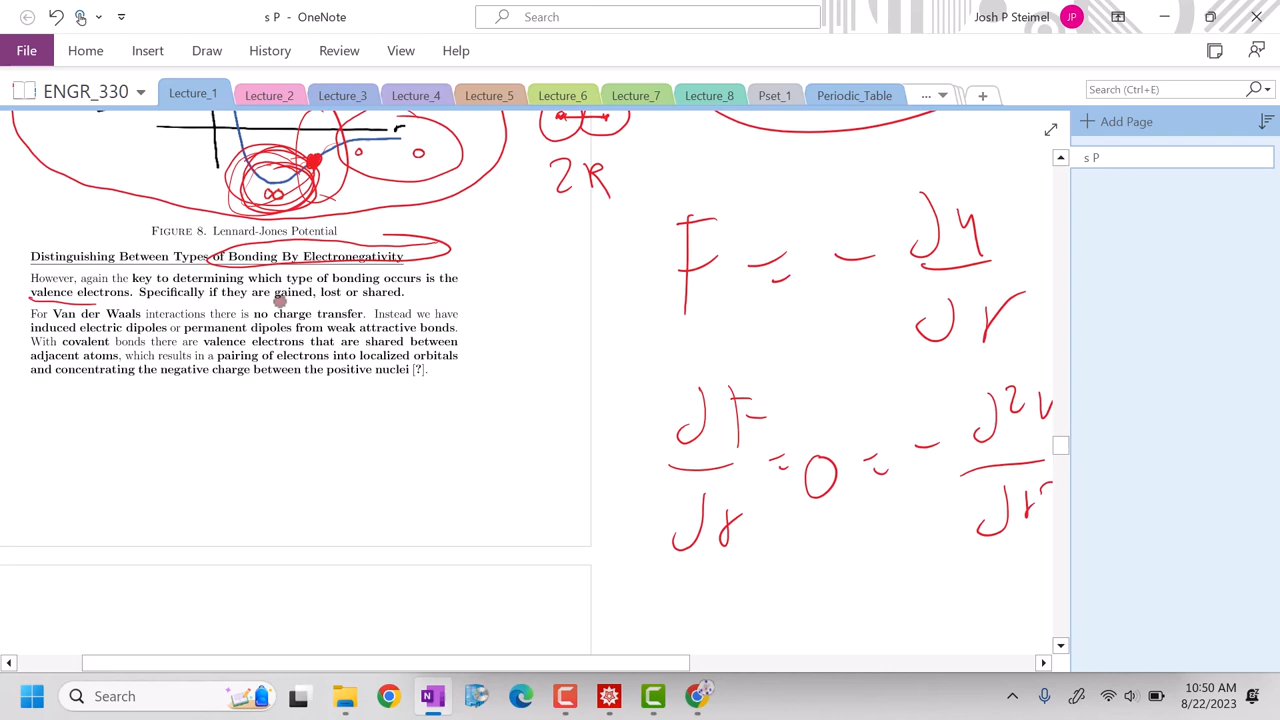 s P - OneNote
Search
Josh P Steimel
JP
File
Home
Insert
Draw
History
Review
View
Help
ENGR_330
Lecture_1
Lecture_2
Lecture_3
Lecture_4
Lecture_5
Lecture_6
Lecture_7
Lecture_8
Pset_1
Periodic_Table
...
Search (Ctrl+E)
Add Page
s P
r
2R
FIGURE 8. Lennard-Jones Potential
Distinguishing Between Types of Bonding By Electronegativity
However, again the key to determining which type of bonding occurs is the
valence electrons. Specifically if they are gained, lost or shared.
For Van der Waals interactions there is no charge transfer. Instead we have
induced electric dipoles or permanent dipoles from weak attractive bonds.
With covalent bonds there are valence electrons that are shared between
adjacent atoms, which results in a pairing of electrons into localized orbitals
and concentrating the negative charge between the positive nuclei [?].
F = - dU
dr
dF
dr
= 0 = -
d²U
dr²
Search
10:50 AM
8/22/2023